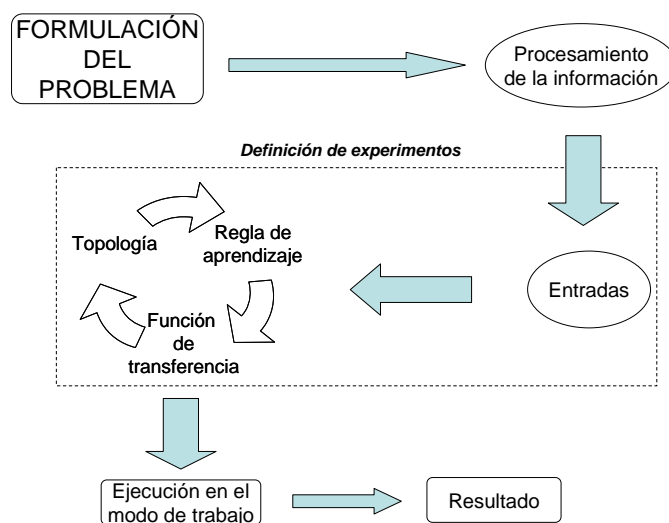 FORMULACIÓN
DEL
PROBLEMA
Procesamiento
de la información
Definición de experimentos
Topología
Regla de
aprendizaje
Función
de
transferencia
Entradas
Ejecución en el
modo de trabajo
Resultado